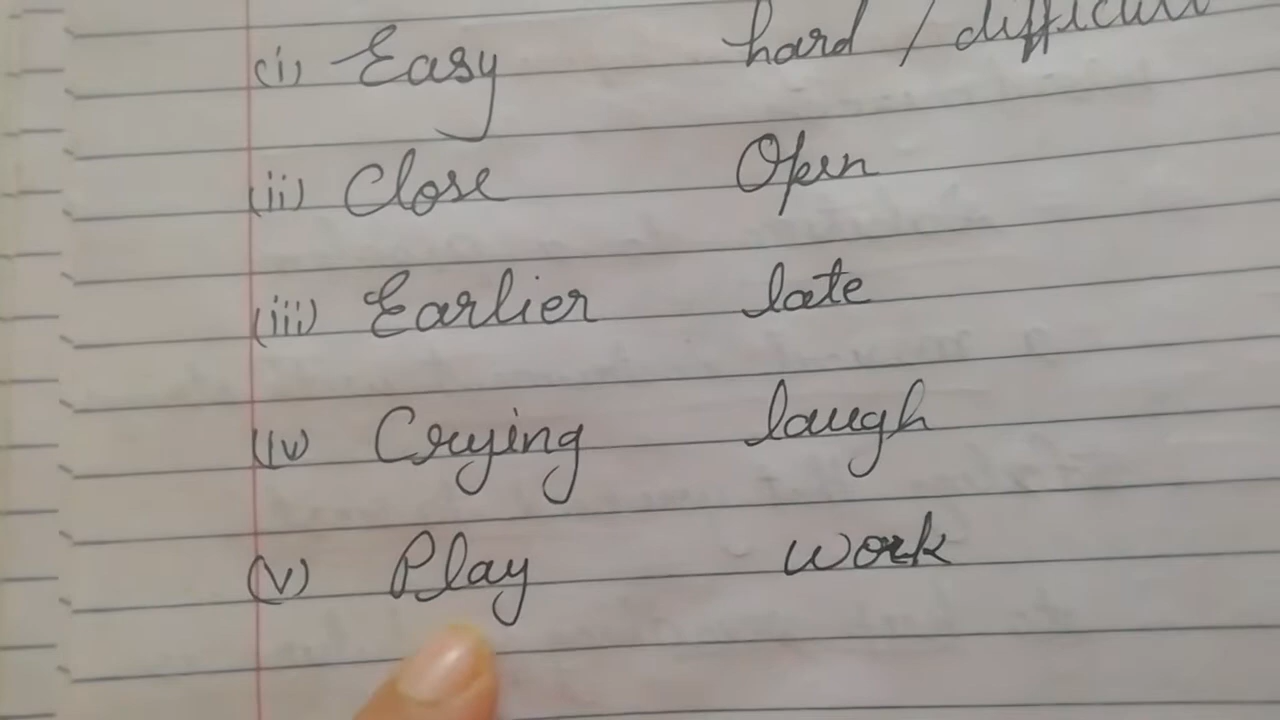 (i) Easy hard / difficult
(ii) Close Open
(iii) Earlier late
(iv) Crying laugh
(v) Play work